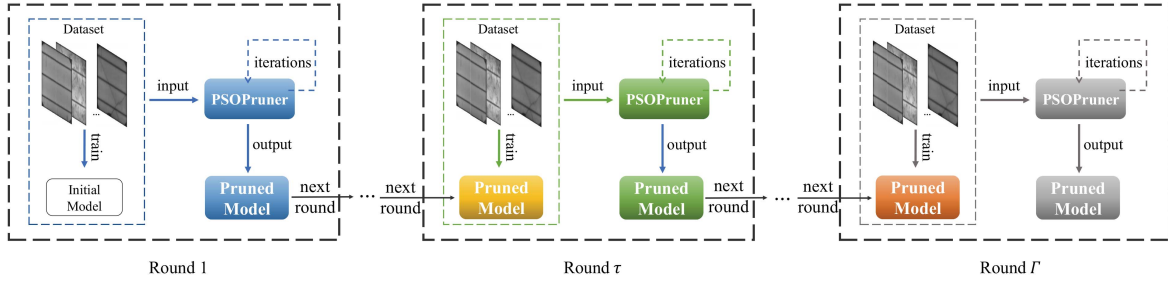 Dataset
iterations
input
PSOPruner
...
train
output
Initial
Model
Pruned
Model
next
round
...
next
round
Round 1
Dataset
iterations
input
PSOPruner
...
train
output
Pruned
Model
Pruned
Model
next
round
...
next
round
Round τ
Dataset
iterations
input
PSOPruner
...
train
output
Pruned
Model
Pruned
Model
Round Γ